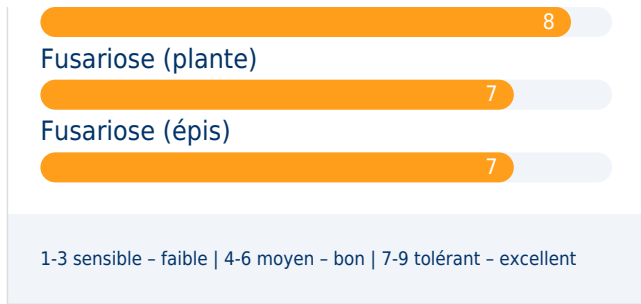 8
Fusariose (plante)
7
Fusariose (épis)
7
1-3 sensible – faible | 4-6 moyen – bon | 7-9 tolérant – excellent